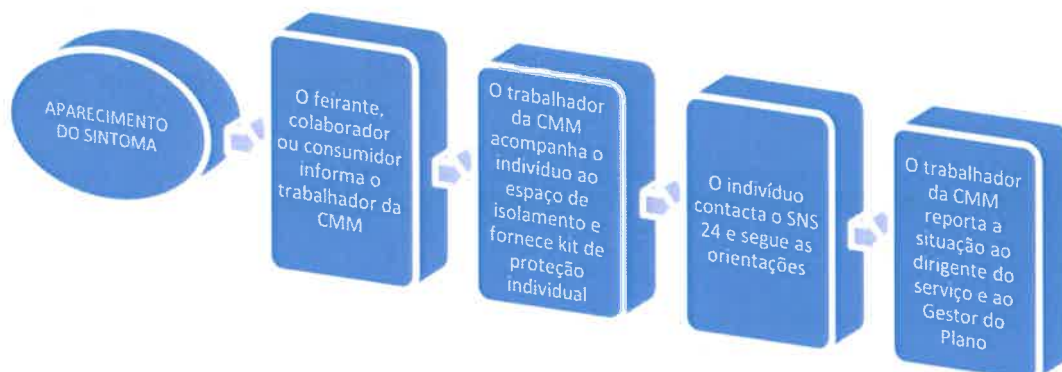 APARECIMENTO
DO SINTOMA
O feirante,
colaborador
ou consumidor
informa o
trabalhador da
CMM
O trabalhador
da CMM
acompanha o
indivíduo ao
espaço de
isolamento e
fornece kit de
proteção
individual
O indivíduo
contacta o SNS
24 e segue as
orientações
O trabalhador
da CMM
reporta a
situação ao
dirigente do
serviço e ao
Gestor do
Plano